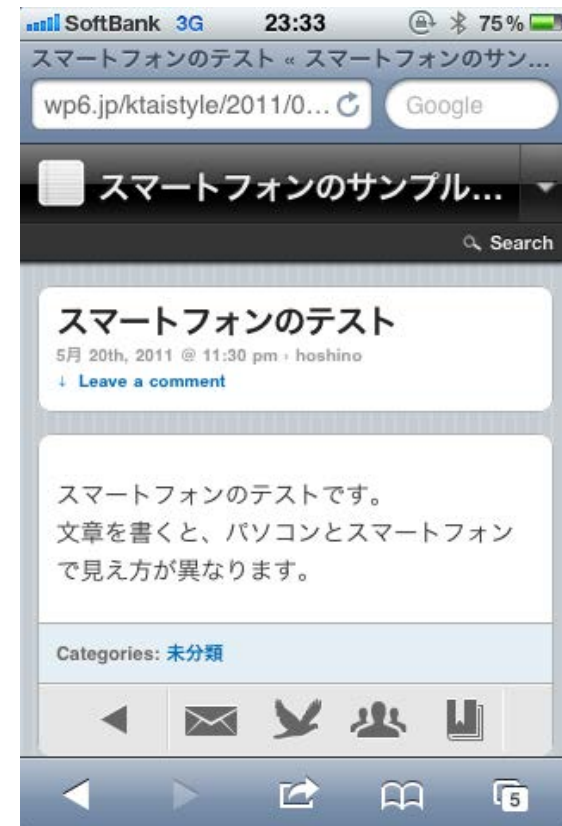 SoftBank 3G 23:33 75%
スマートフォンのテスト « スマートフォンのサン...
wp6.jp/ktaistyle/2011/0... Google
スマートフォンのサンプル...
Search
スマートフォンのテスト
5月 20th, 2011 @ 11:30 pm › hoshino
↓ Leave a comment
スマートフォンのテストです。
文章を書くと、パソコンとスマートフォン
で見え方が異なります。
Categories: 未分類
5